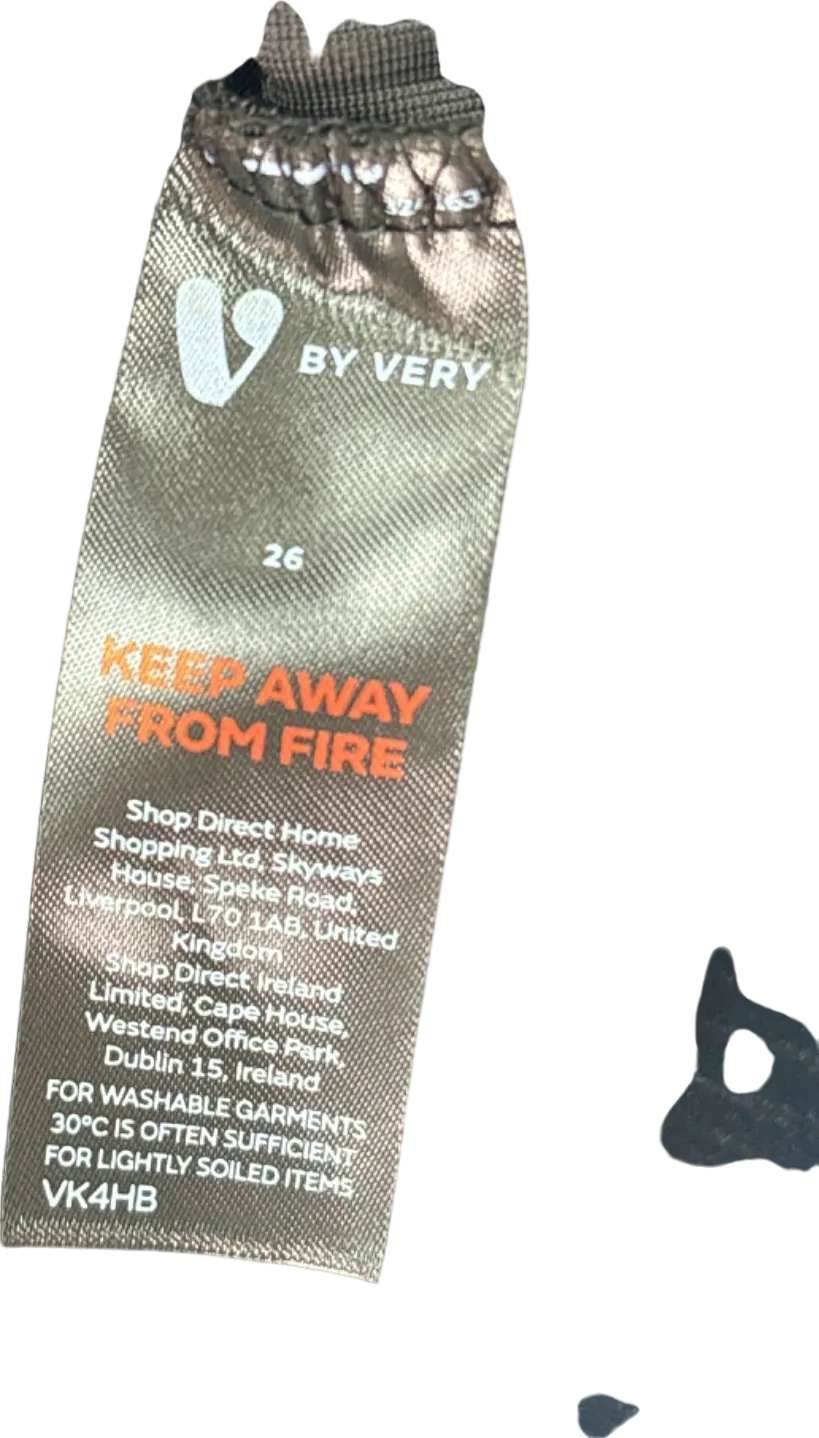 V BY VERY
26
KEEP AWAY
FROM FIRE
Shop Direct Home
Shopping Ltd, Skyways
House, Speke Road,
Liverpool, L70 1AB, United
Kingdom
Shop Direct Ireland
Limited, Cape House,
Westend Office Park,
Dublin 15, Ireland
FOR WASHABLE GARMENTS
30°C IS OFTEN SUFFICIENT
FOR LIGHTLY SOILED ITEMS
VK4HB